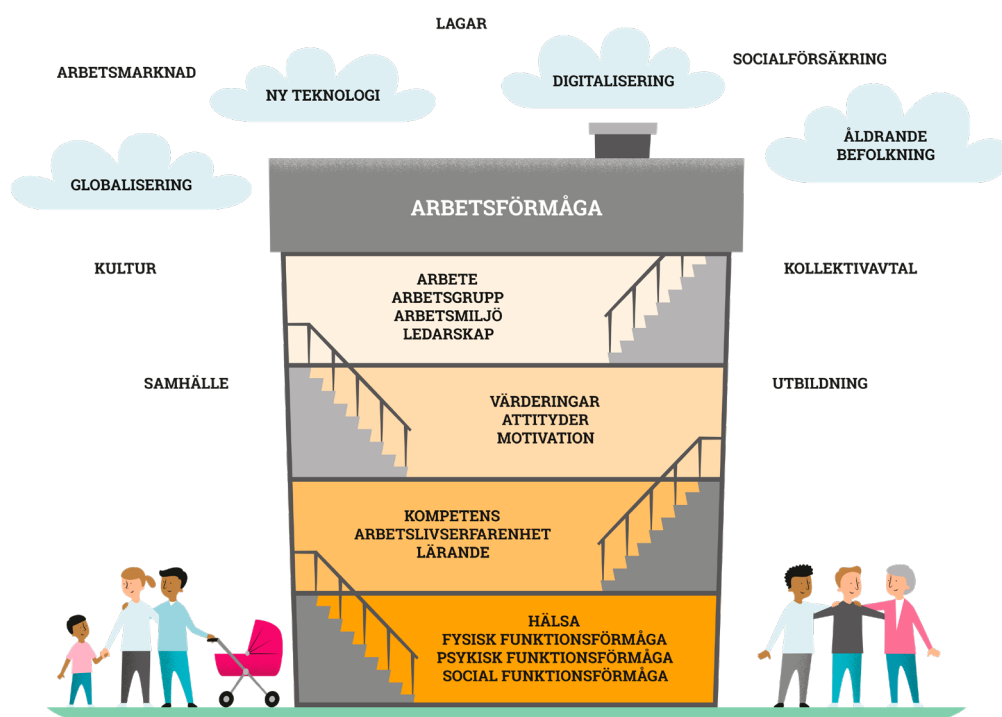 LAGAR
ARBETSMARKNAD
SOCIALFÖRSÄKRING
NY TEKNOLOGI
DIGITALISERING
ÅLDRANDE
BEFOLKNING
GLOBALISERING
ARBETSFÖRMÅGA
KULTUR
KOLLEKTIVAVTAL
ARBETE
ARBETSGRUPP
ARBETSMILJÖ
LEDARSKAP
SAMHÄLLE
UTBILDNING
VÄRDERINGAR
ATTITYDER
MOTIVATION
KOMPETENS
ARBETSLIVSERFARENHET
LÄRANDE
HÄLSA
FYSISK FUNKTIONSFÖRMÅGA
PSYKISK FUNKTIONSFÖRMÅGA
SOCIAL FUNKTIONSFÖRMÅGA